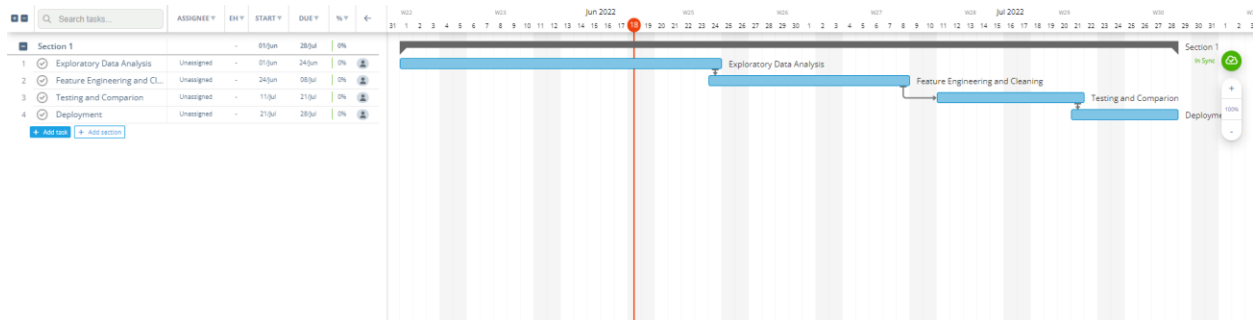 Search tasks...
ASSIGNEE EH START DUE %
W22 W23 Jun 2022 W25 W26 W27 W28 Jul 2022 W29 W30
31 1 2 3 4 5 6 7 8 9 10 11 12 13 14 15 16 17 18 19 20 21 22 23 24 25 26 27 28 29 30 1 2 3 4 5 6 7 8 9 10 11 12 13 14 15 16 17 18 19 20 21 22 23 24 25 26 27 28 29 30 31 1 2
Section 1 - 01/Jun 28/Jul 0%
Section 1
1 Exploratory Data Analysis Unassigned - 01/Jun 24/Jun 0%
Exploratory Data Analysis
In Sync
2 Feature Engineering and Cl... Unassigned - 24/Jun 08/Jul 0%
Feature Engineering and Cleaning
3 Testing and Comparion Unassigned - 11/Jul 21/Jul 0%
Testing and Comparion
4 Deployment Unassigned - 21/Jul 28/Jul 0%
Deployme
+
100%
-
+ Add task + Add section